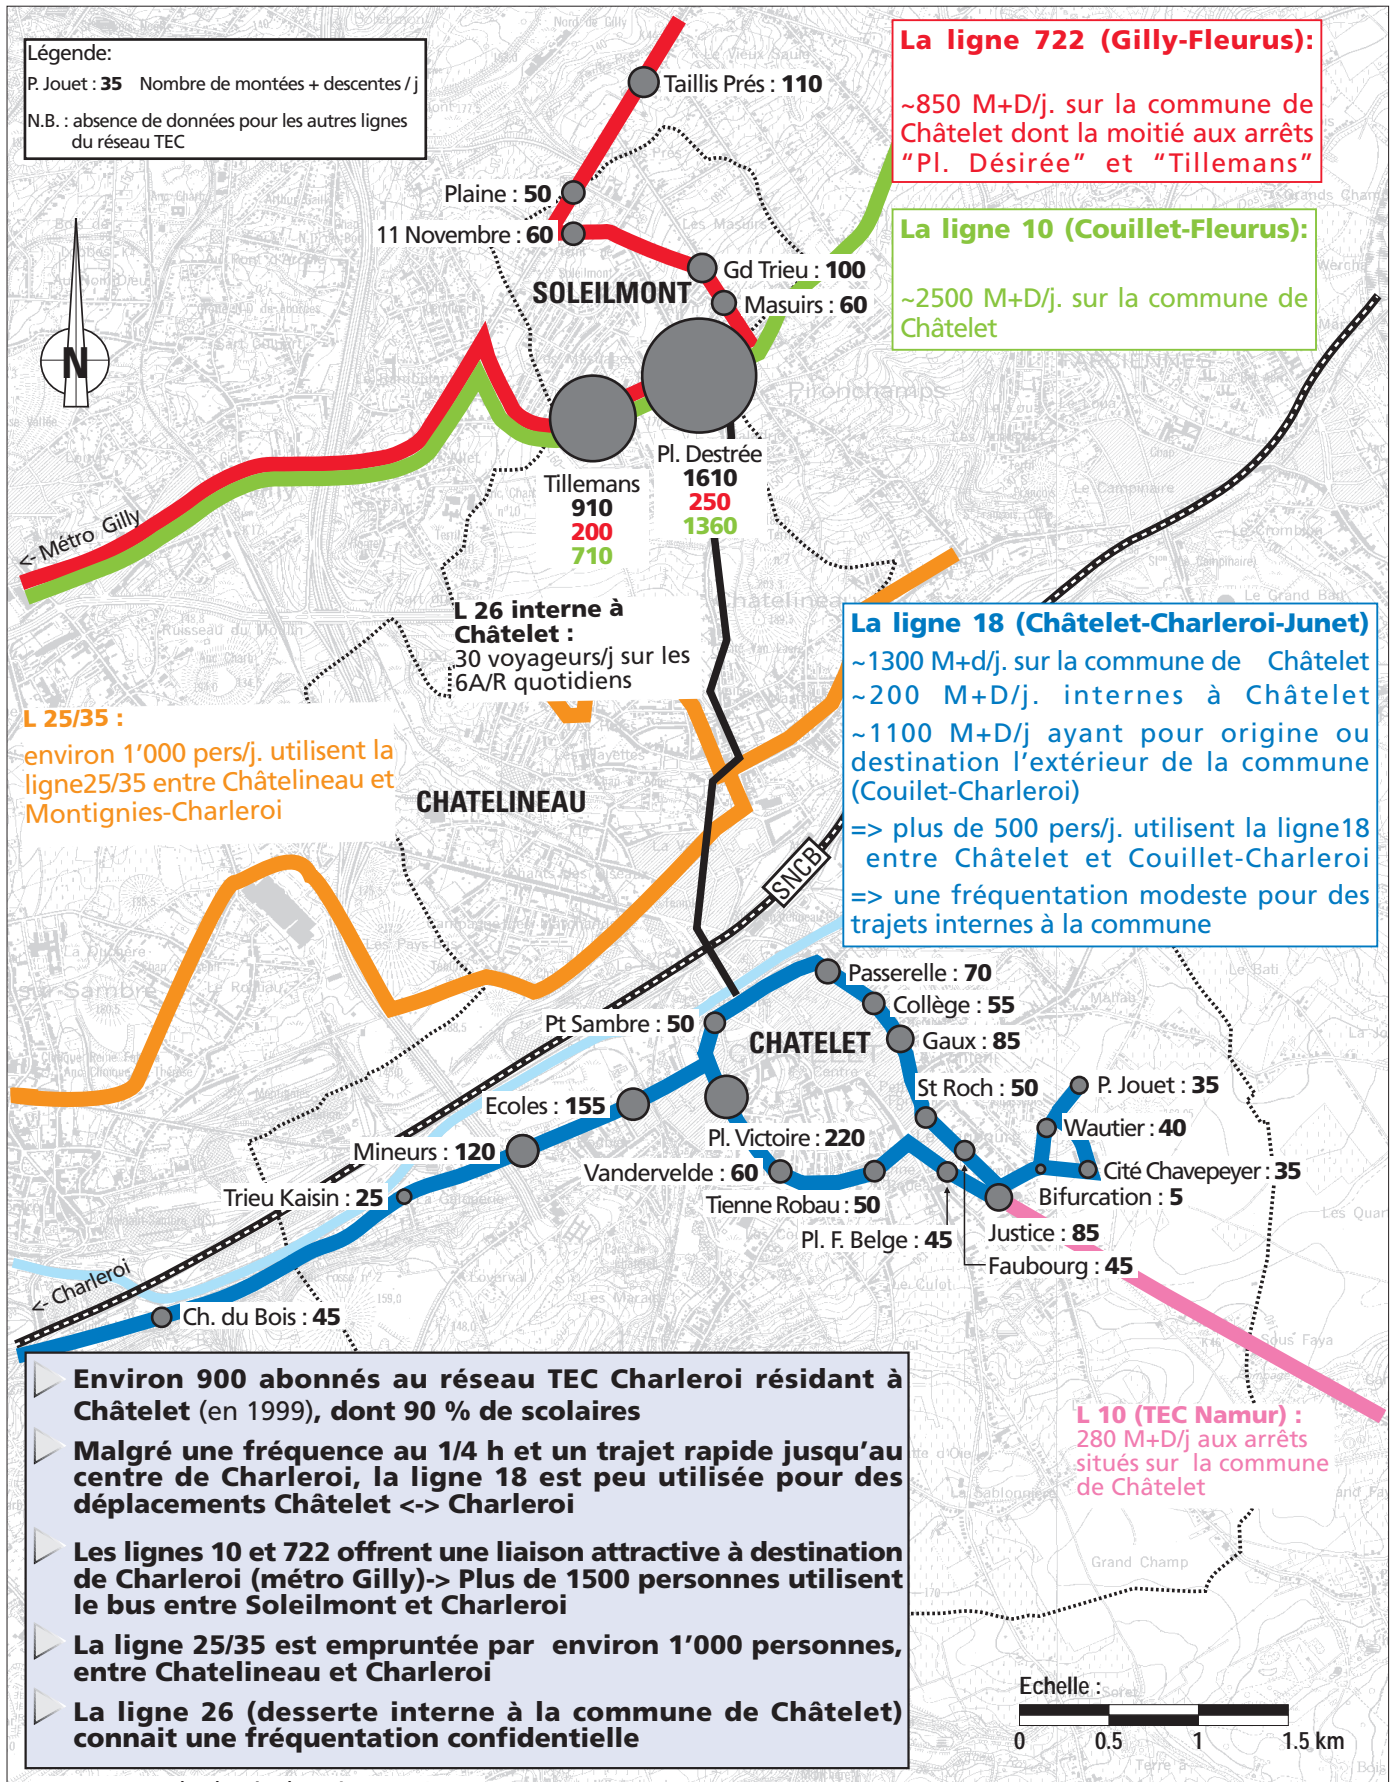 Légende:
P. Jouet : 35 Nombre de montées + descentes / j
N.B. : absence de données pour les autres lignes
du réseau TEC
La ligne 722 (Gilly-Fleurus):
~850 M+D/j. sur la commune de
Châtelet dont la moitié aux arrêts
“Pl. Désirée” et “Tillemans”
La ligne 10 (Couillet-Fleurus):
~2500 M+D/j. sur la commune de
Châtelet
Taillis Prés : 110
Plaine : 50
11 Novembre : 60
Gd Trieu : 100
SOLEILMONT
Masuirs : 60
N
Pironchamps
FARCIENNES
Pl. Destrée
1610
250
1360
Tillemans
910
200
710
<- Métro Gilly
L 26 interne à
Châtelet :
30 voyageurs/j sur les
6A/R quotidiens
La ligne 18 (Châtelet-Charleroi-Junet)
~1300 M+d/j. sur la commune de Châtelet
~200 M+D/j. internes à Châtelet
~1100 M+D/j ayant pour origine ou
destination l’extérieur de la commune
(Couilet-Charleroi)
=> plus de 500 pers/j. utilisent la ligne18
entre Châtelet et Couillet-Charleroi
=> une fréquentation modeste pour des
trajets internes à la commune
L 25/35 :
environ 1’000 pers/j. utilisent la
ligne25/35 entre Châtelineau et
Montignies-Charleroi
CHATELINEAU
SNCB
Passerelle : 70
Collège : 55
Pt Sambre : 50
CHATELET
Gaux : 85
St Roch : 50
P. Jouet : 35
Ecoles : 155
Wautier : 40
Pl. Victoire : 220
Mineurs : 120
Vandervelde : 60
Cité Chavepeyer : 35
Trieu Kaisin : 25
Tienne Robau : 50
Bifurcation : 5
Pl. F. Belge : 45
Justice : 85
Faubourg : 45
<- Charleroi
Ch. du Bois : 45
Sous Faya
Grand Champ
L 10 (TEC Namur) :
280 M+D/j aux arrêts
situés sur la commune
de Châtelet
Environ 900 abonnés au réseau TEC Charleroi résidant à
Châtelet (en 1999), dont 90 % de scolaires
Malgré une fréquence au 1/4 h et un trajet rapide jusqu’au
centre de Charleroi, la ligne 18 est peu utilisée pour des
déplacements Châtelet <-> Charleroi
Les lignes 10 et 722 offrent une liaison attractive à destination
de Charleroi (métro Gilly)-> Plus de 1500 personnes utilisent
le bus entre Soleilmont et Charleroi
La ligne 25/35 est empruntée par environ 1’000 personnes,
entre Chatelineau et Charleroi
La ligne 26 (desserte interne à la commune de Châtelet)
connait une fréquentation confidentielle
Echelle :
0 0.5 1 1.5 km